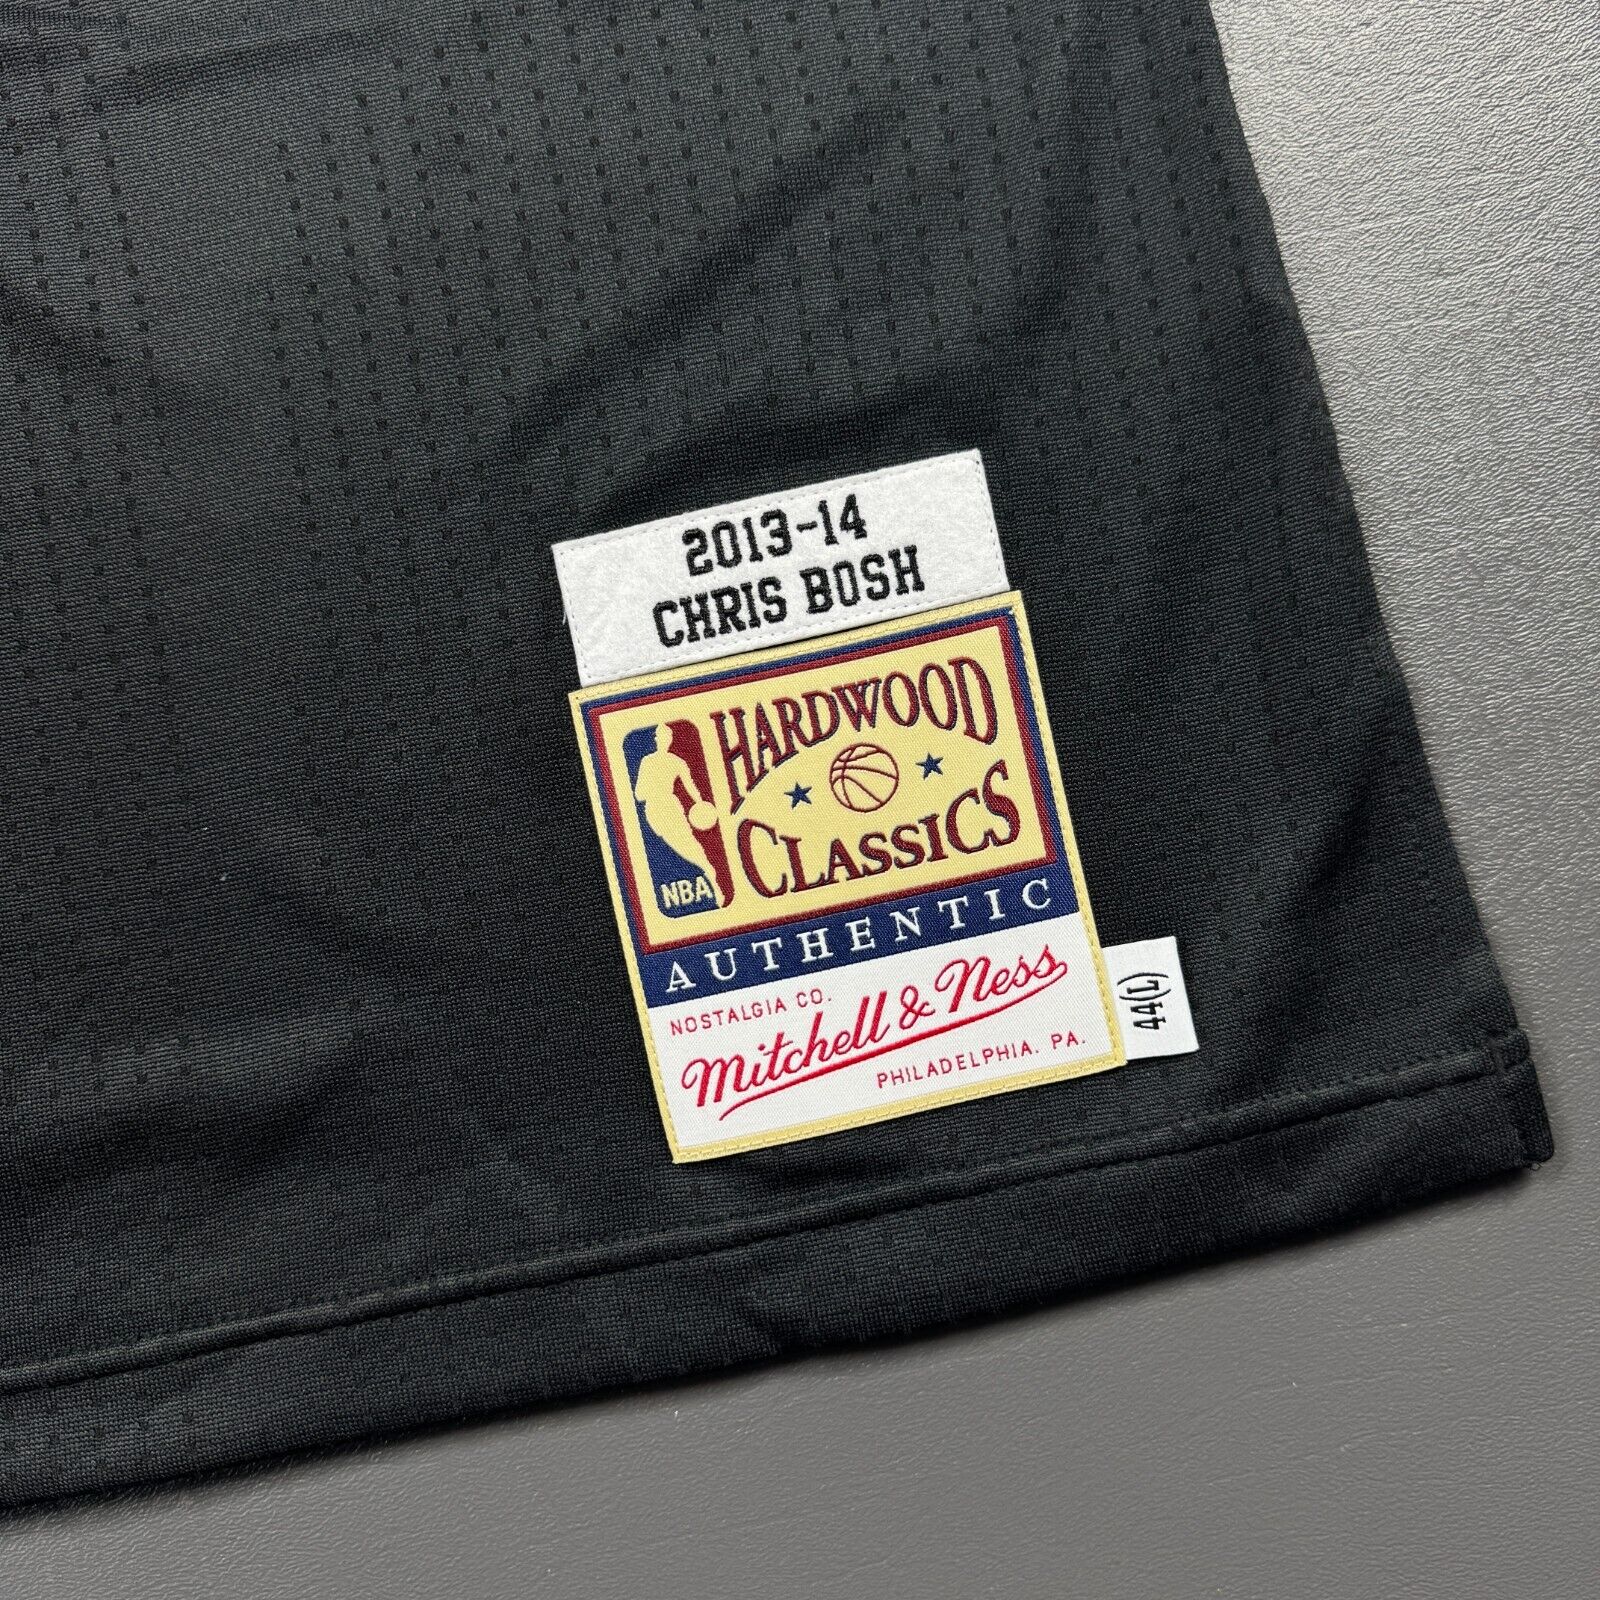 2013-14
CHRIS BOSH
HARDWOOD
CLASSICS
NBA
AUTHENTIC
NOSTALGIA CO.
Mitchell & Ness
PHILADELPHIA. PA.
44(L)